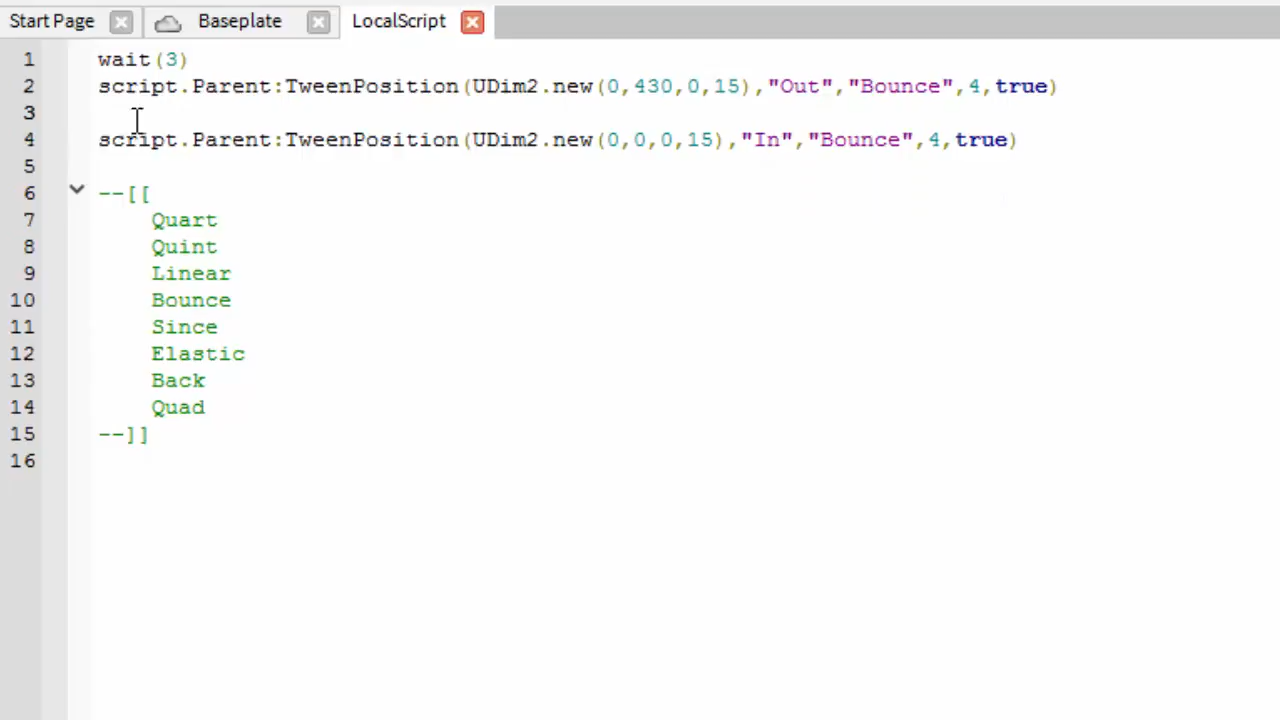 Start Page Baseplate LocalScript
1 wait(3)
2 script.Parent:TweenPosition(UDim2.new(0,430,0,15),"Out","Bounce",4,true)
3
4 script.Parent:TweenPosition(UDim2.new(0,0,0,15),"In","Bounce",4,true)
5
6 --[[
7 Quart
8 Quint
9 Linear
10 Bounce
11 Since
12 Elastic
13 Back
14 Quad
15 --]]
16